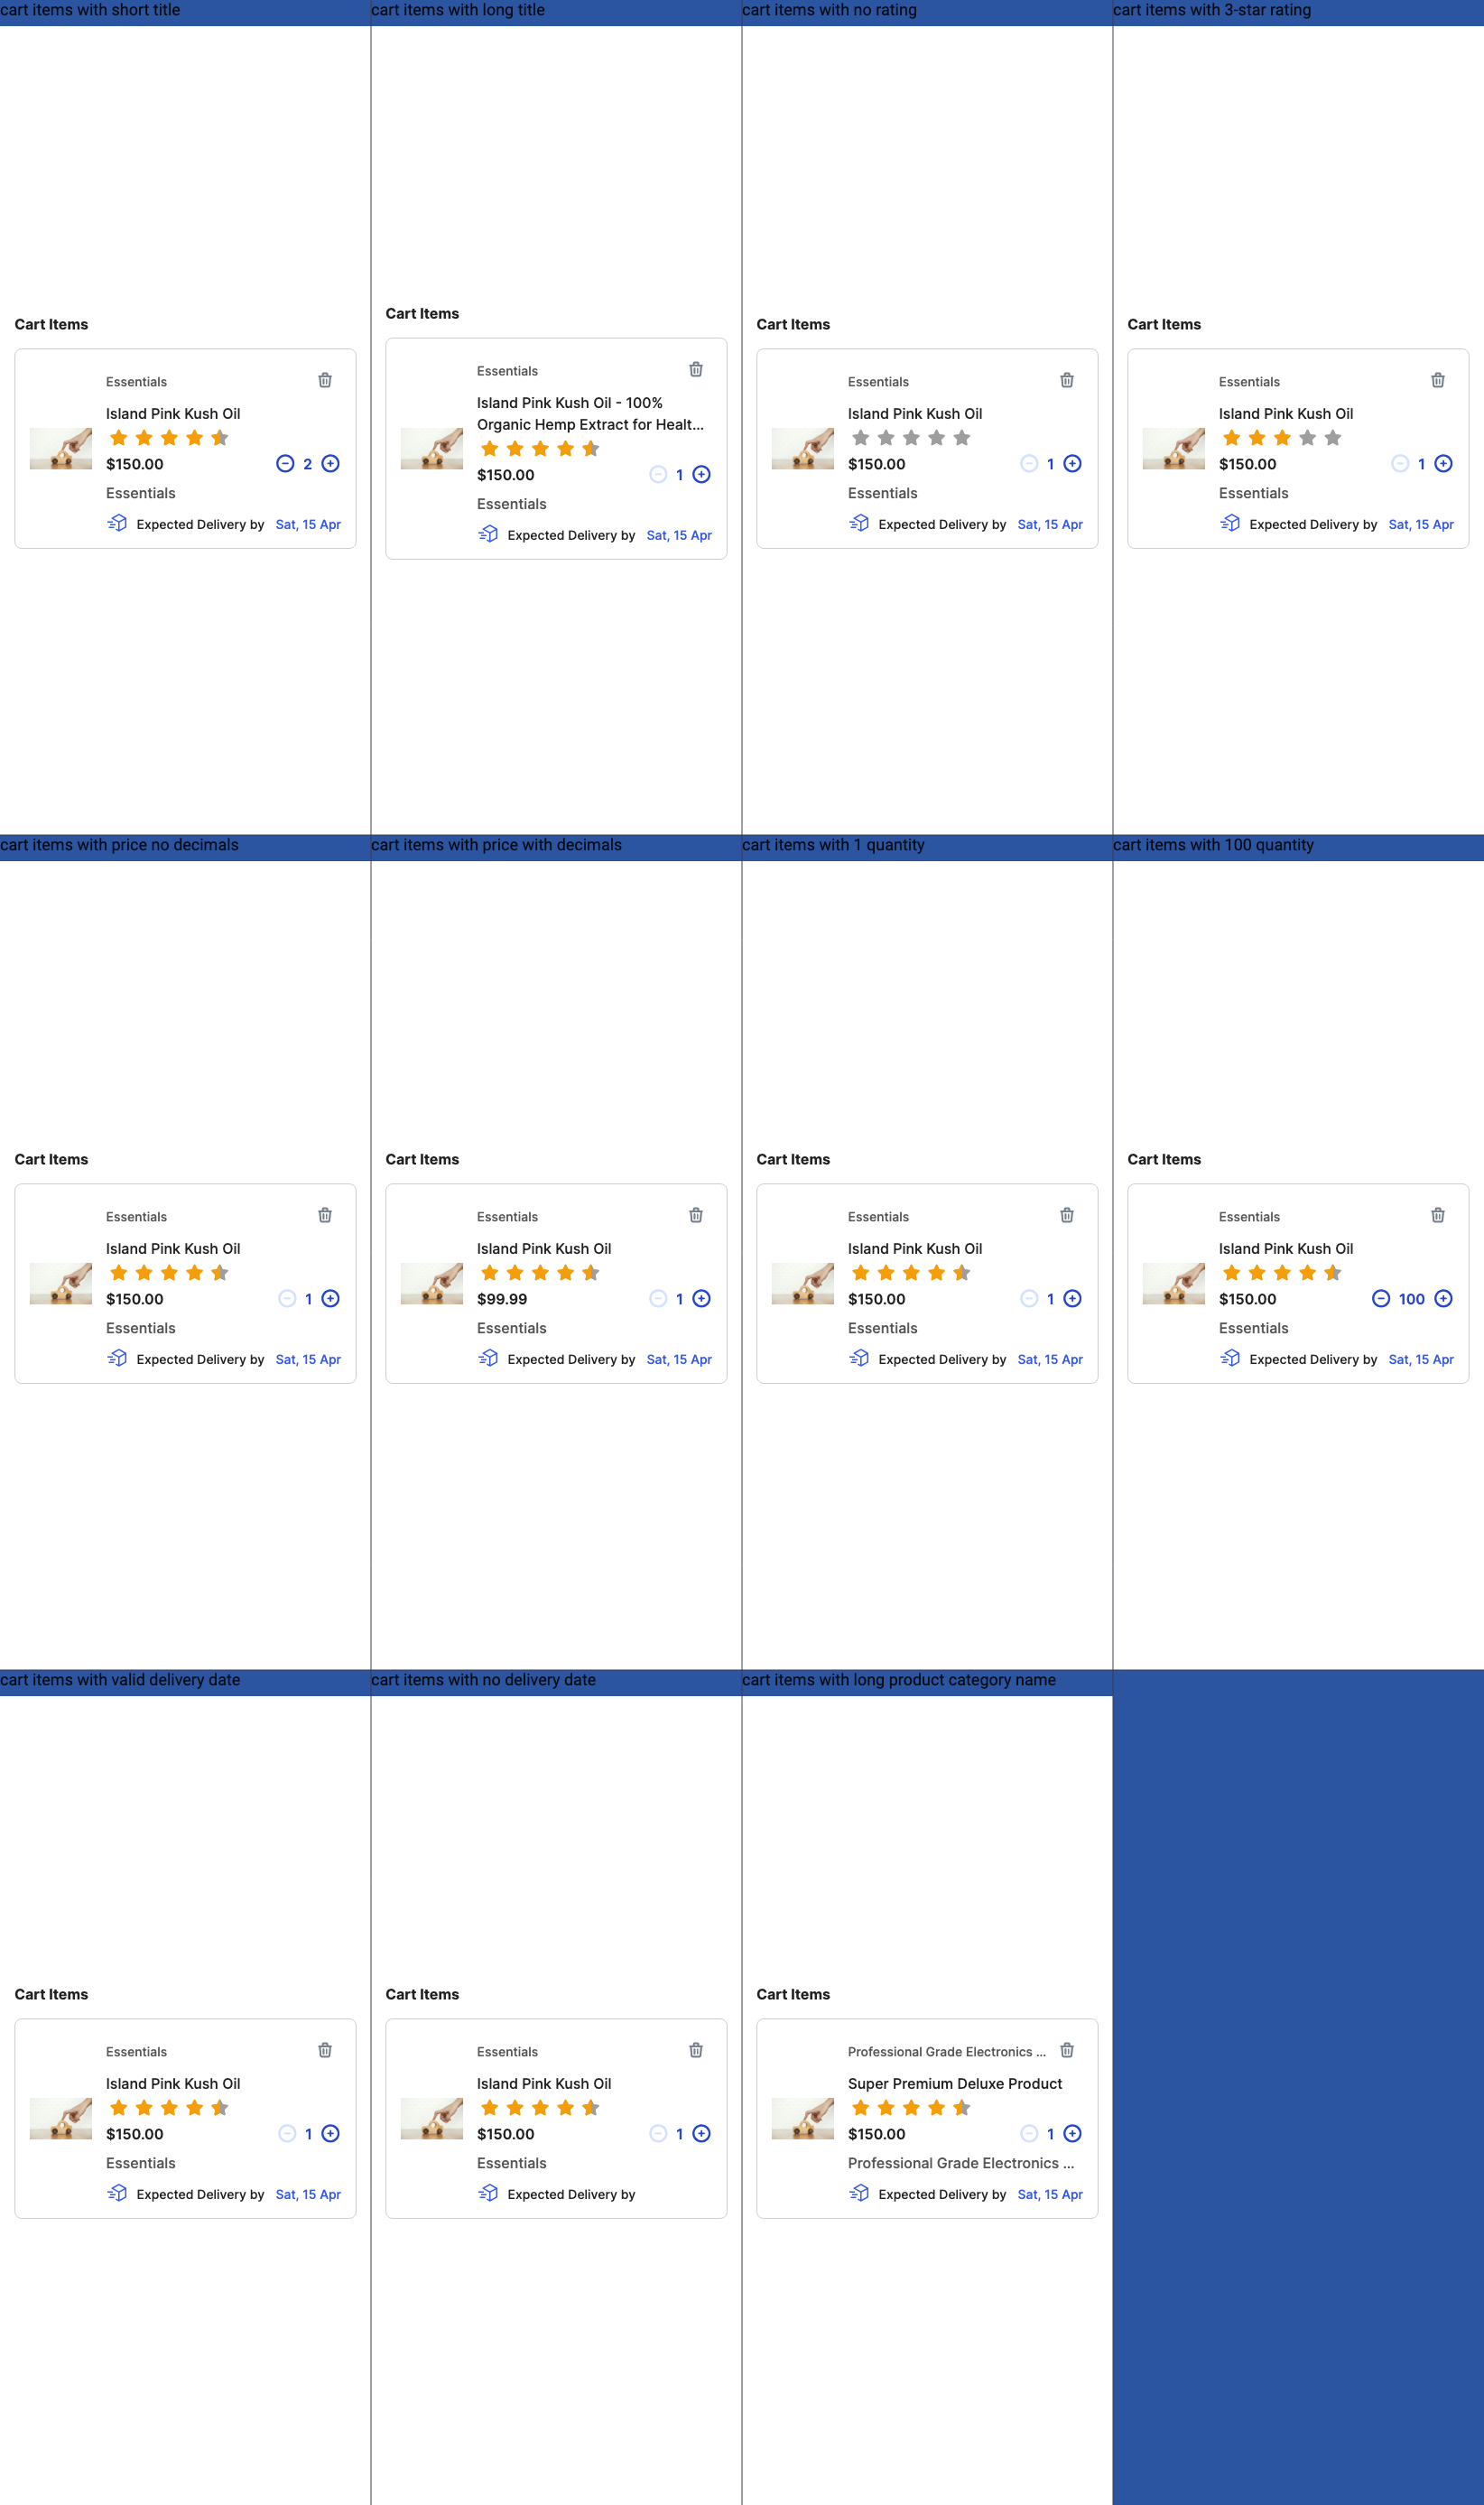 cart items with short title
cart items with long title
cart items with no rating
cart items with 3-star rating
Cart Items
Essentials
Island Pink Kush Oil
$150.00
2
Essentials
Expected Delivery by Sat, 15 Apr
Cart Items
Essentials
Island Pink Kush Oil - 100%
Organic Hemp Extract for Healt...
$150.00
1
Essentials
Expected Delivery by Sat, 15 Apr
Cart Items
Essentials
Island Pink Kush Oil
$150.00
1
Essentials
Expected Delivery by Sat, 15 Apr
Cart Items
Essentials
Island Pink Kush Oil
$150.00
1
Essentials
Expected Delivery by Sat, 15 Apr
cart items with price no decimals
cart items with price with decimals
cart items with 1 quantity
cart items with 100 quantity
Cart Items
Essentials
Island Pink Kush Oil
$150.00
1
Essentials
Expected Delivery by Sat, 15 Apr
Cart Items
Essentials
Island Pink Kush Oil
$99.99
1
Essentials
Expected Delivery by Sat, 15 Apr
Cart Items
Essentials
Island Pink Kush Oil
$150.00
1
Essentials
Expected Delivery by Sat, 15 Apr
Cart Items
Essentials
Island Pink Kush Oil
$150.00
100
Essentials
Expected Delivery by Sat, 15 Apr
cart items with valid delivery date
cart items with no delivery date
cart items with long product category name
Cart Items
Essentials
Island Pink Kush Oil
$150.00
1
Essentials
Expected Delivery by Sat, 15 Apr
Cart Items
Essentials
Island Pink Kush Oil
$150.00
1
Essentials
Expected Delivery by
Cart Items
Professional Grade Electronics ...
Super Premium Deluxe Product
$150.00
1
Professional Grade Electronics ...
Expected Delivery by Sat, 15 Apr